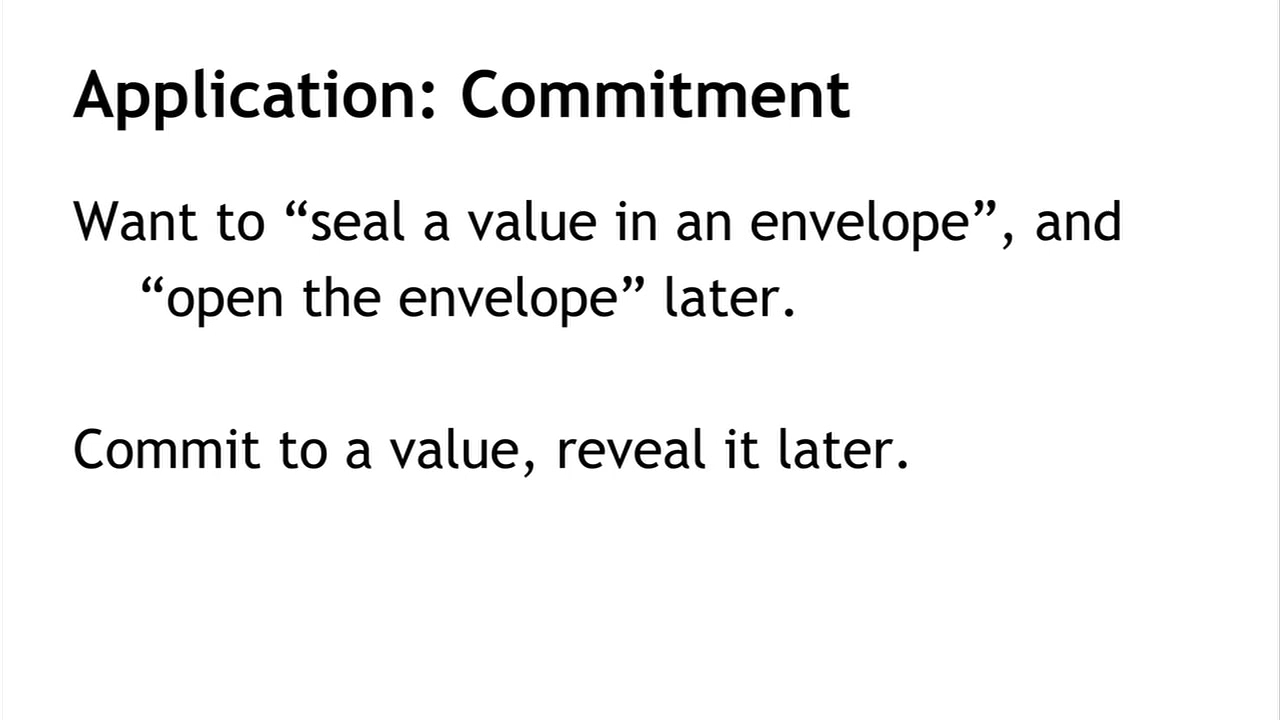 Application: Commitment
Want to “seal a value in an envelope”, and
“open the envelope” later.
Commit to a value, reveal it later.